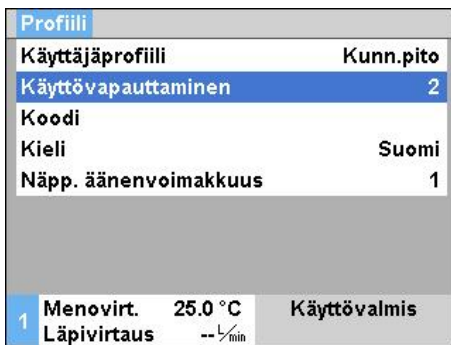 Profiili
Käyttäjäprofiili Kunn.pito
Käyttövapauttaminen 2
Koodi
Kieli Suomi
Näpp. äänenvoimakkuus 1
1 Menovirt. 25.0 °C Käyttövalmis
Läpivirtaus -- L/min